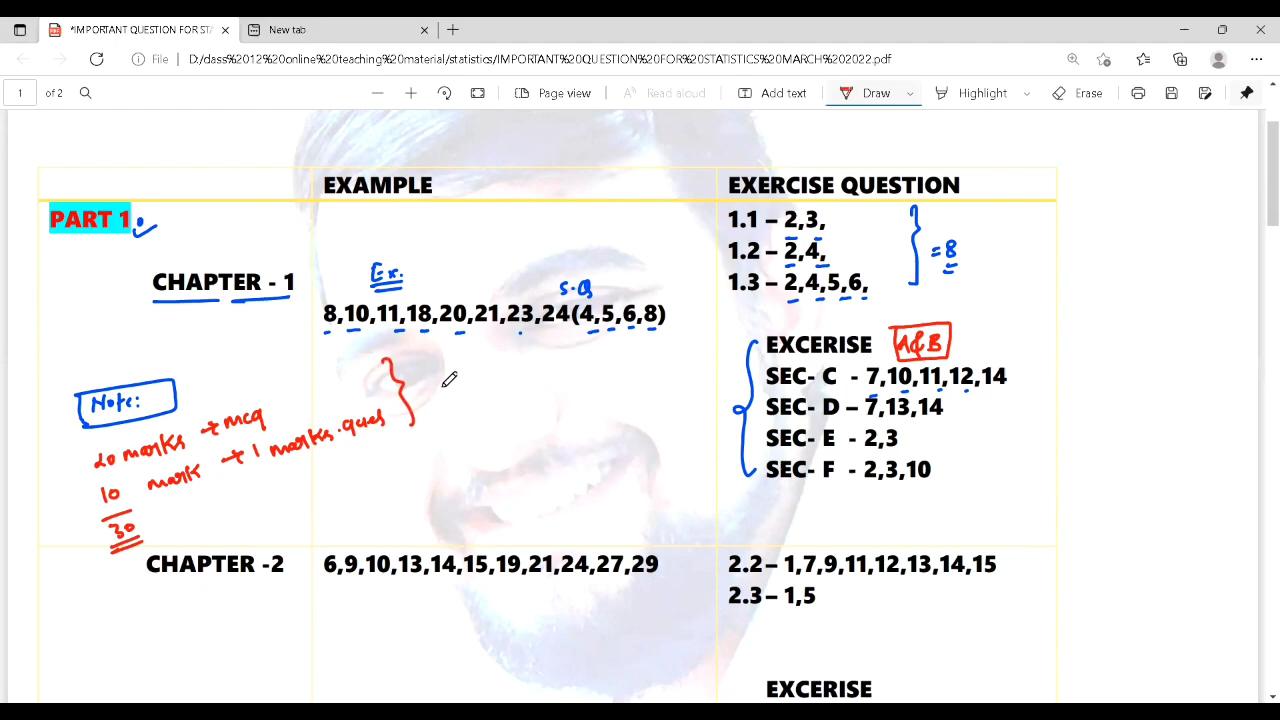 *IMPORTANT QUESTION FOR STA
New tab
File
D:/class%2012%20online%20teaching%20material/statistics/IMPORTANT%20QUESTION%20FOR%20STATISTICS%20MARCH%202022.pdf
1 of 2
Page view
Read aloud
Add text
Draw
Highlight
Erase
EXAMPLE
EXERCISE QUESTION
PART 1
1.1 – 2,3,
1.2 – 2,4,
= 8
CHAPTER - 1
Ex.
S.Q
1.3 – 2,4,5,6,
8,10,11,18,20,21,23,24(4,5,6,8)
EXCERISE
A&B
SEC- C - 7,10,11,12,14
SEC- D – 7,13,14
SEC- E - 2,3
SEC- F - 2,3,10
Note:
20 marks → mcq
10 mark → 1 marks.ques
30
CHAPTER -2
6,9,10,13,14,15,19,21,24,27,29
2.2 – 1,7,9,11,12,13,14,15
2.3 – 1,5
EXCERISE